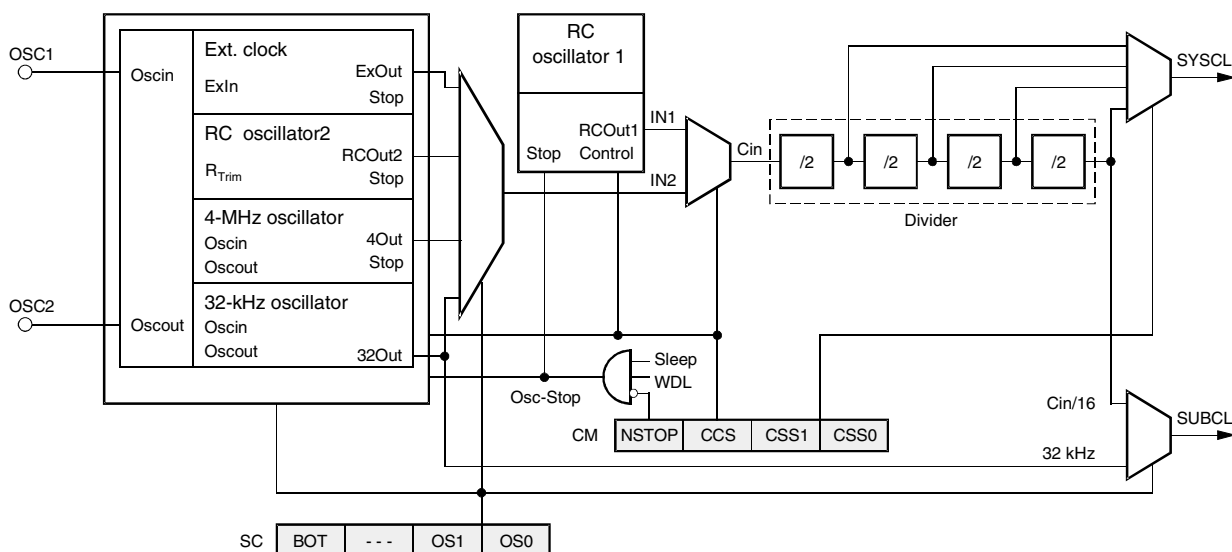 OSC1
OSC2
Oscin
Oscout
Ext. clock
ExIn
ExOut
Stop
RC oscillator2
RTrim
RCOut2
Stop
4-MHz oscillator
Oscin
Oscout
4Out
Stop
32-kHz oscillator
Oscin
Oscout
32Out
RC
oscillator 1
RCOut1
Stop
Control
IN1
IN2
Cin
/2
/2
/2
/2
Divider
SYSCL
Sleep
WDL
Osc-Stop
CM
NSTOP
CCS
CSS1
CSS0
Cin/16
32 kHz
SUBCL
SC
BOT
- - -
OS1
OS0